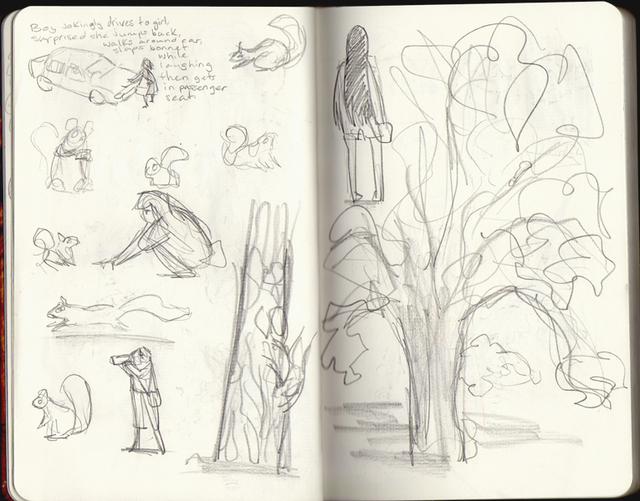 Boy jokingly drives to girl,
surprised she jumps back,
walks around car,
slaps bonnet
while
laughing
then gets
in passenger
seat.